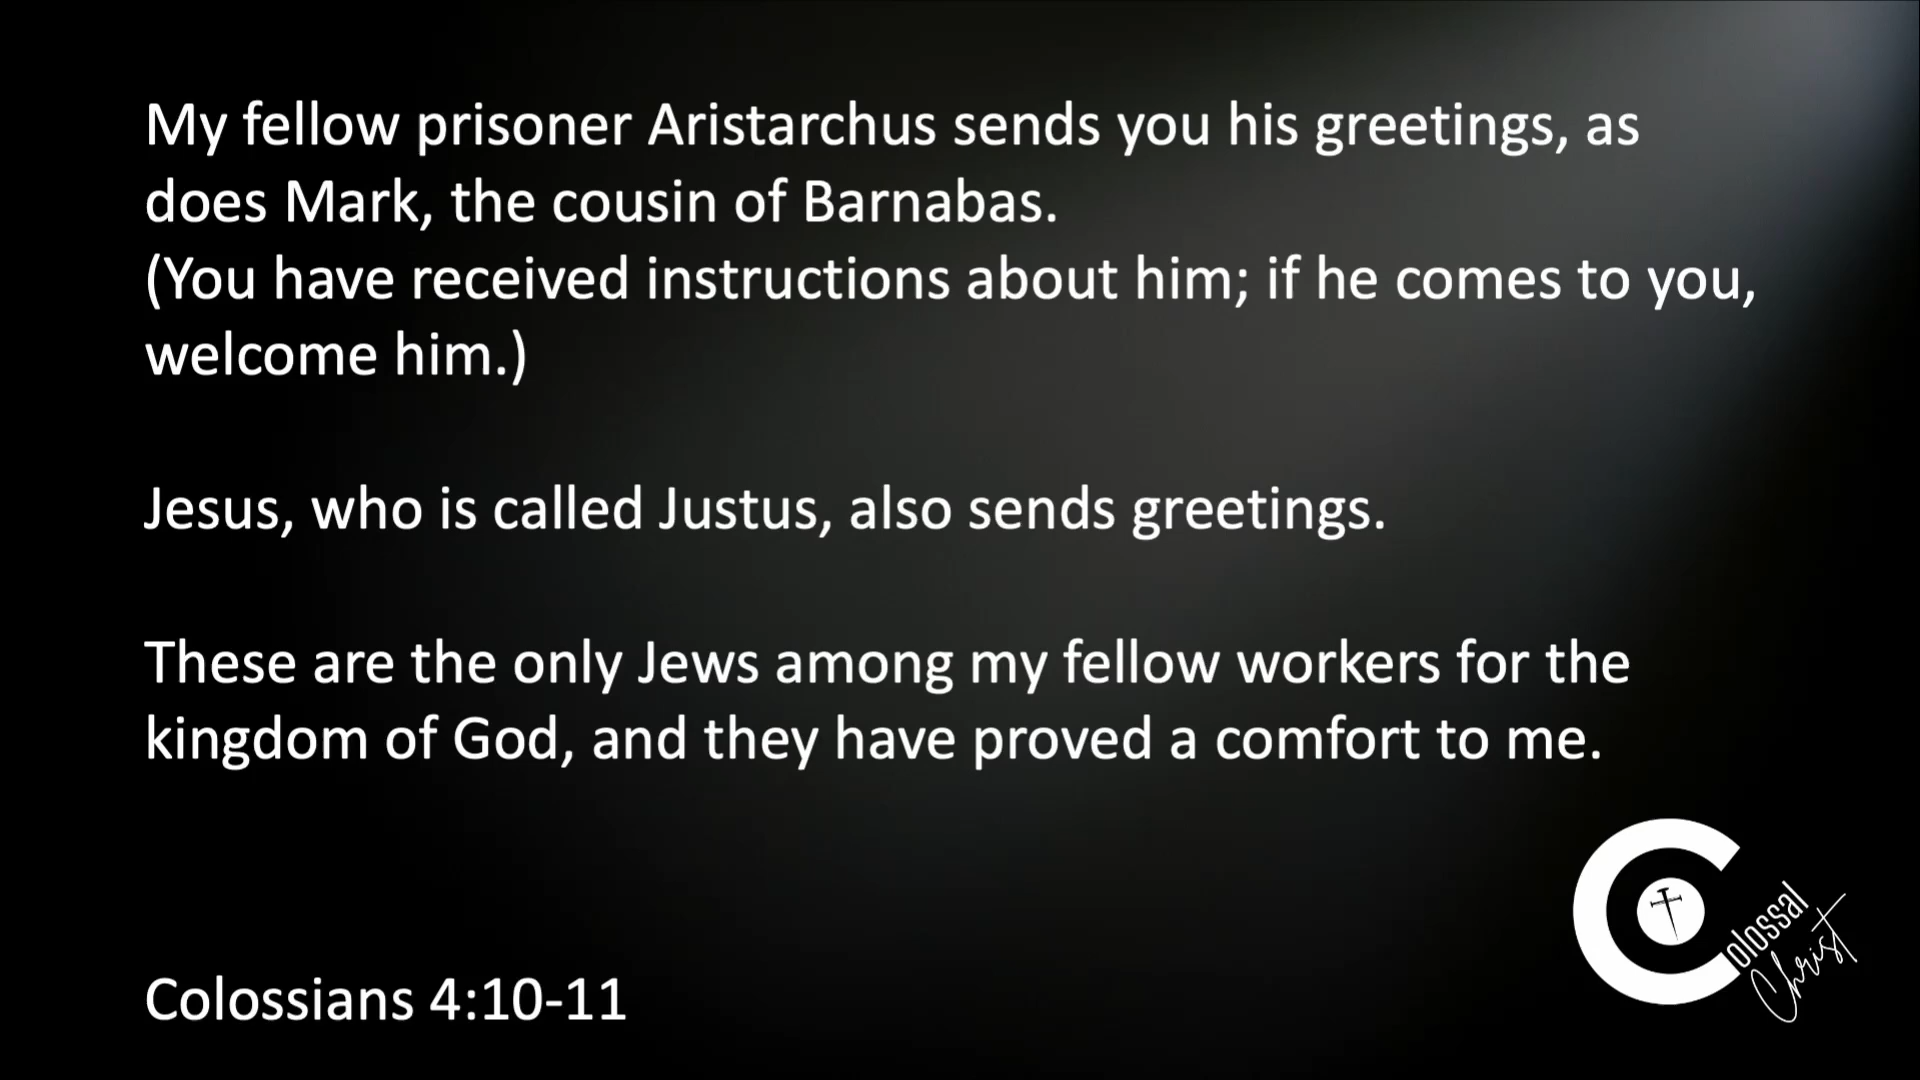 My fellow prisoner Aristarchus sends you his greetings, as
does Mark, the cousin of Barnabas.
(You have received instructions about him; if he comes to you,
welcome him.)
Jesus, who is called Justus, also sends greetings.
These are the only Jews among my fellow workers for the
kingdom of God, and they have proved a comfort to me.
Colossians 4:10-11
Colossal
Christ